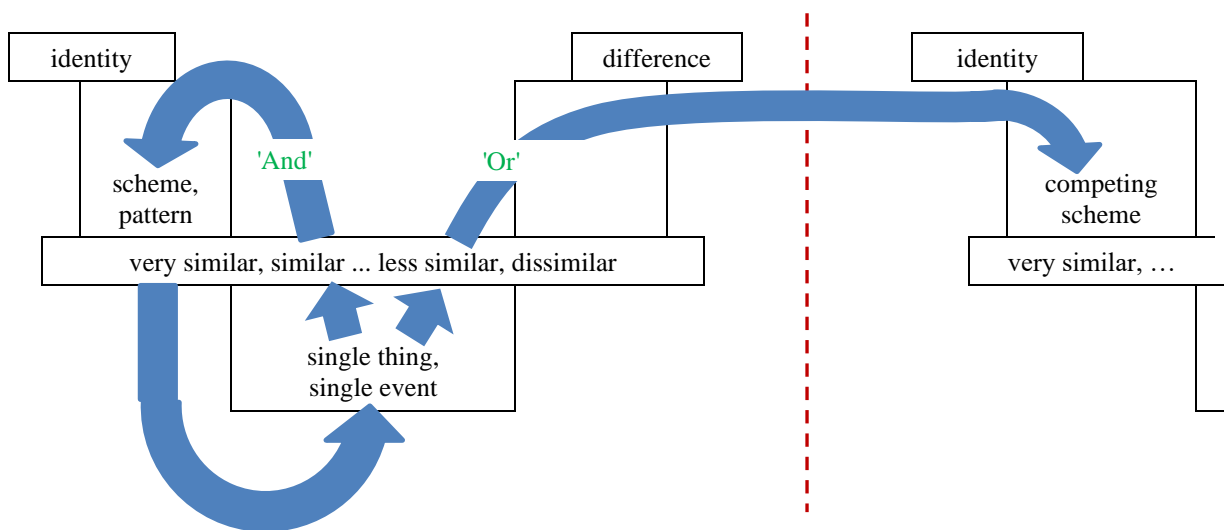 identity
difference
identity
'And'
'Or'
scheme,
pattern
competing
scheme
very similar, similar ... less similar, dissimilar
very similar, …
single thing,
single event